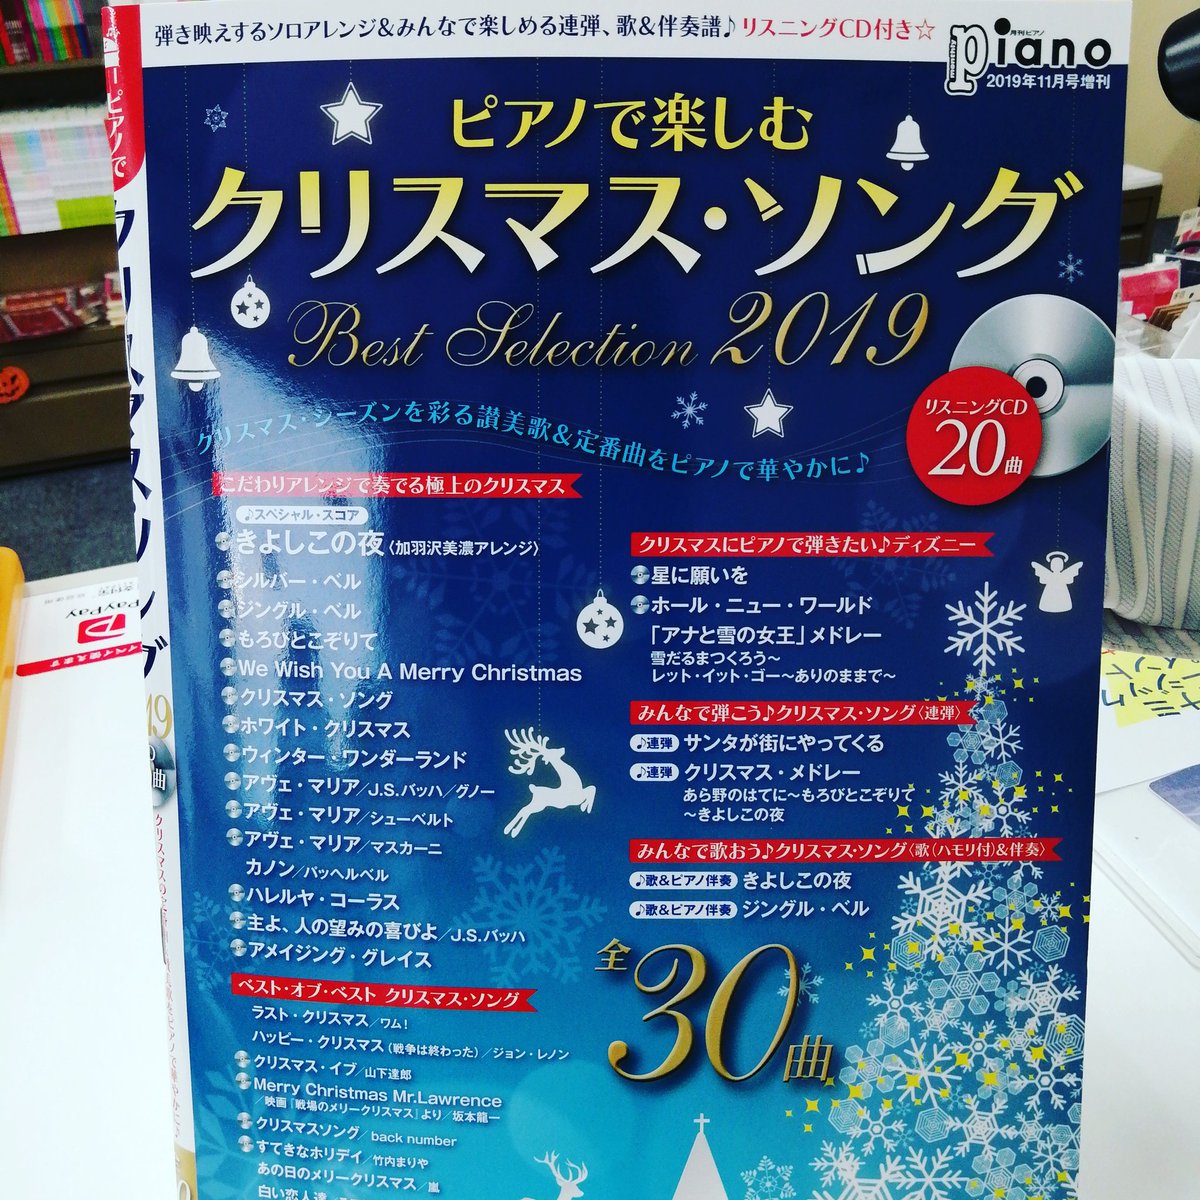 弾き映えするソロアレンジ&みんなで楽しめる連弾、歌&伴奏譜♪リスニングCD付き☆
月刊ピアノ
Piano
2019年11月号増刊
ピアノで楽しむ
クリスマス・ソング
Best Selection 2019
リスニングCD
20曲
クリスマス・シーズンを彩る讃美歌&定番曲をピアノで華やかに♪
こだわりアレンジで奏でる極上のクリスマス
♪スペシャル・スコア
きよしこの夜〈加羽沢美濃アレンジ〉
シルバー・ベル
ジングル・ベル
もろびとこぞりて
We Wish You A Merry Christmas
クリスマス・ソング
ホワイト・クリスマス
ウィンター・ワンダーランド
アヴェ・マリア/J.S.バッハ/グノー
アヴェ・マリア/シューベルト
アヴェ・マリア/マスカーニ
カノン/パッヘルベル
ハレルヤ・コーラス
主よ、人の望みの喜びよ/J.S.バッハ
アメイジング・グレイス
ベスト・オブ・ベスト クリスマス・ソング
ラスト・クリスマス/ワム!
ハッピー・クリスマス(戦争は終わった)/ジョン・レノン
クリスマス・イブ/山下達郎
Merry Christmas Mr.Lawrence
/映画『戦場のメリークリスマス』より/坂本龍一
クリスマスソング/back number
すてきなホリデイ/竹内まりや
あの日のメリークリスマス/嵐
白い恋人達
クリスマスにピアノで弾きたい♪ディズニー
星に願いを
ホール・ニュー・ワールド
「アナと雪の女王」メドレー
雪だるまつくろう〜
レット・イット・ゴー〜ありのままで〜
みんなで弾こう♪クリスマス・ソング〈連弾〉
♪連弾 サンタが街にやってくる
♪連弾 クリスマス・メドレー
あら野のはてに〜もろびとこぞりて
〜きよしこの夜
みんなで歌おう♪クリスマス・ソング〈歌(ハモリ付)&伴奏〉
♪歌&ピアノ伴奏 きよしこの夜
♪歌&ピアノ伴奏 ジングル・ベル
全30曲
ピアノで
PayPay